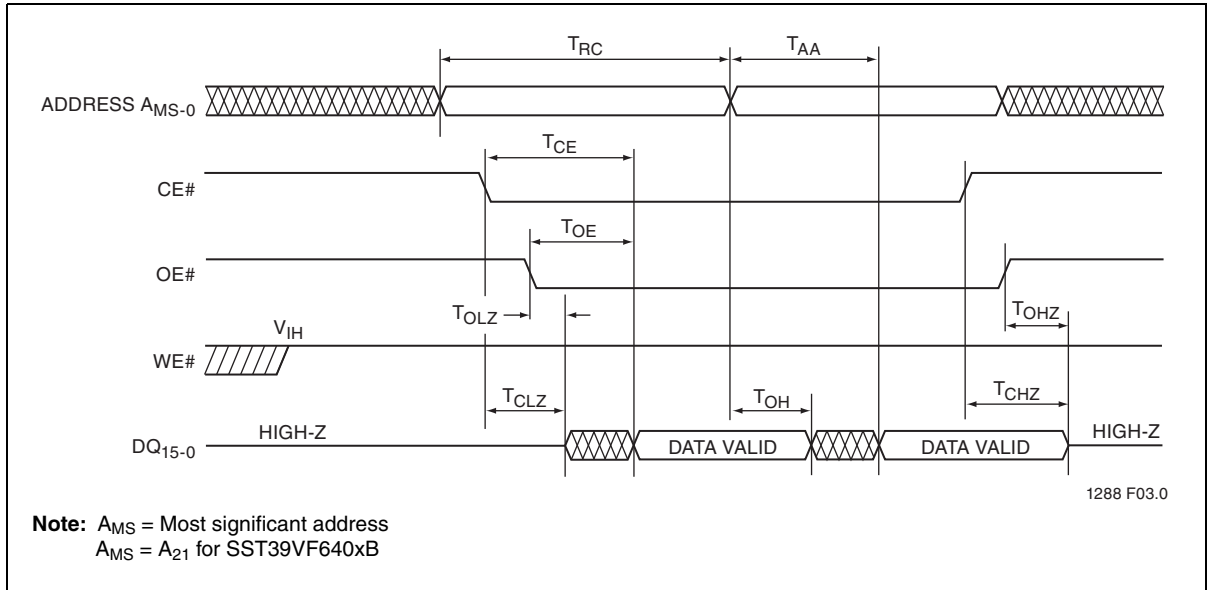 TRC TAA
ADDRESS AMS-0
TCE
CE#
TOE
OE#
TOLZ TOHZ
VIH
WE#
TCLZ TOH TCHZ
HIGH-Z DATA VALID DATA VALID HIGH-Z
DQ15-0
1288 F03.0
Note: AMS = Most significant address
AMS = A21 for SST39VF640xB